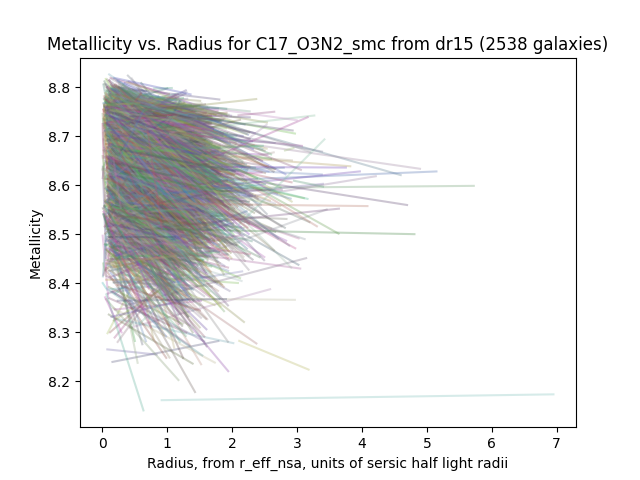 Metallicity vs. Radius for C17_O3N2_smc from dr15 (2538 galaxies)
8.8
8.7
8.6
8.5
8.4
8.3
8.2
Metallicity
0 1 2 3 4 5 6 7
Radius, from r_eff_nsa, units of sersic half light radii